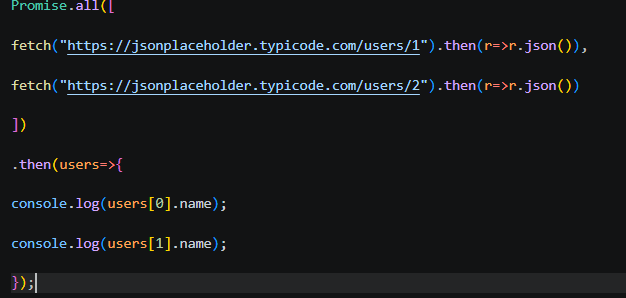 Promise.all([
fetch("https://jsonplaceholder.typicode.com/users/1").then(r=>r.json()),
fetch("https://jsonplaceholder.typicode.com/users/2").then(r=>r.json())
])
.then(users=>{
console.log(users[0].name);
console.log(users[1].name);
});